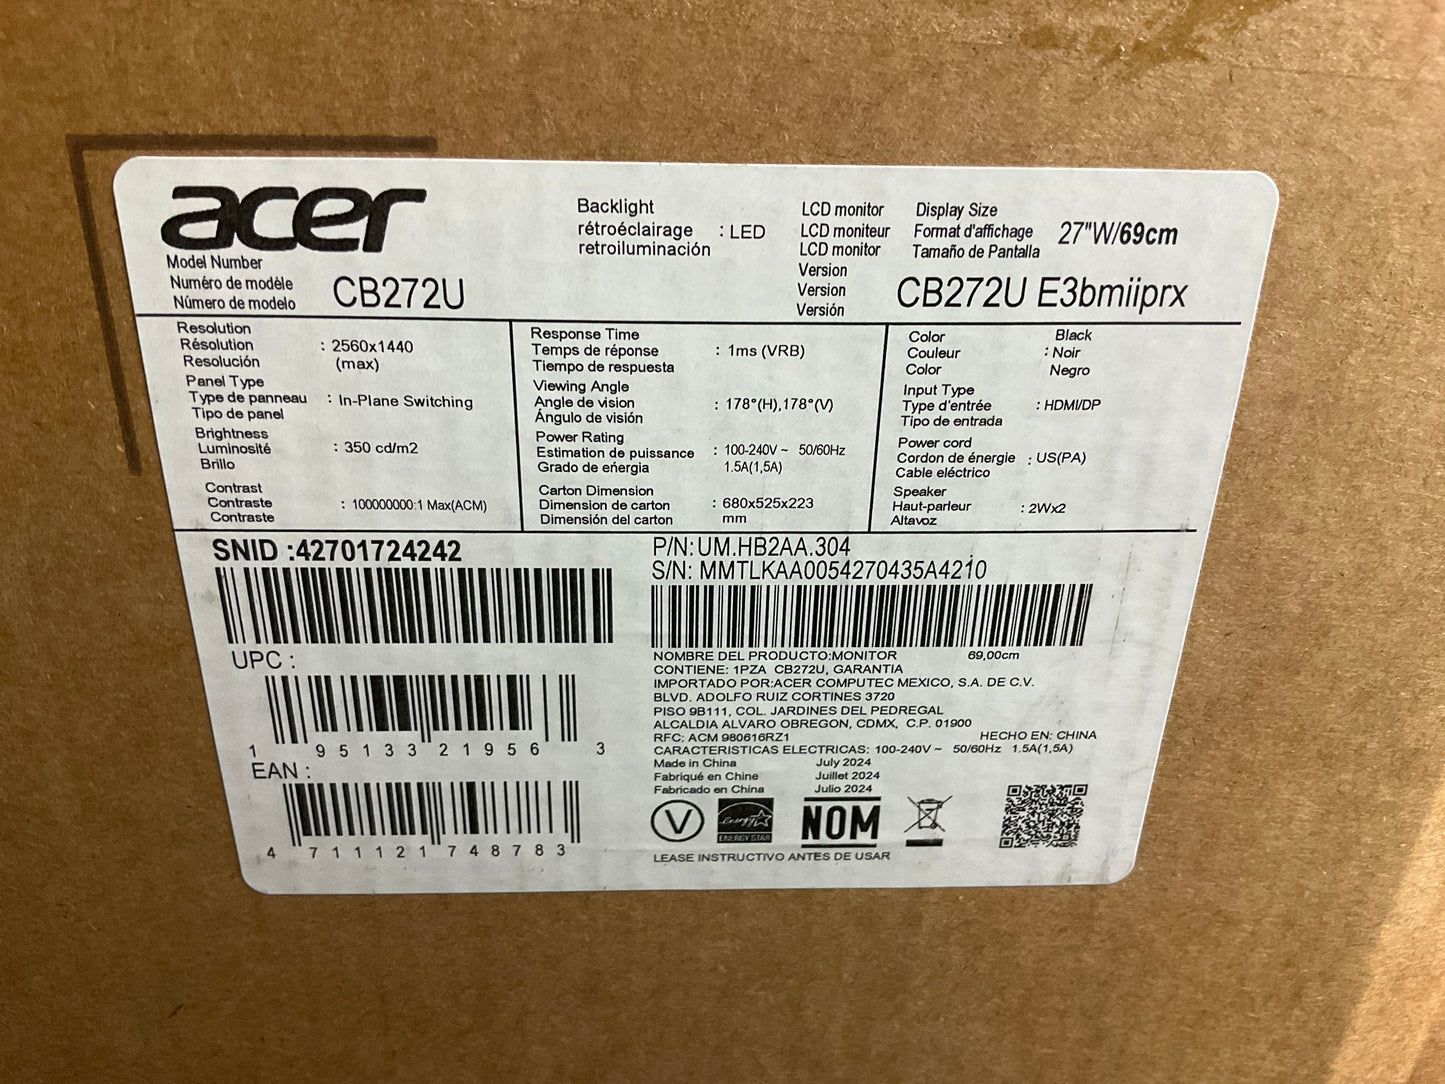 acer
Model Number
Numéro de modèle
Número de modelo
CB272U
Backlight
rétroéclairage : LED
retroiluminación
LCD monitor
LCD moniteur
LCD monitor
Version
Version
Versión
Display Size
Format d'affichage
Tamaño de Pantalla
27"W/69cm
CB272U E3bmiiprx
Resolution
Résolution : 2560x1440
Resolución (max)
Panel Type
Type de panneau : In-Plane Switching
Tipo de panel
Brightness
Luminosité : 350 cd/m2
Brillo
Contrast
Contraste : 100000000:1 Max(ACM)
Contraste
Response Time
Temps de réponse : 1ms (VRB)
Tiempo de respuesta
Viewing Angle
Angle de vision : 178°(H),178°(V)
Ángulo de visión
Power Rating
Estimation de puissance : 100-240V ~ 50/60Hz
Grado de eńergia 1.5A(1,5A)
Carton Dimension
Dimension de carton : 680x525x223
Dimensión del carton mm
Color Black
Couleur : Noir
Color Negro
Input Type
Type d'entrée : HDMI/DP
Tipo de entrada
Power cord
Cordon de énergie : US(PA)
Cable eléctrico
Speaker
Haut-parleur : 2Wx2
Altavoz
SNID :42701724242
UPC :
1 95133 21956 3
EAN :
4 711121 748783
P/N: UM.HB2AA.304
S/N: MMTLKAA0054270435A4210
NOMBRE DEL PRODUCTO:MONITOR 69,00cm
CONTIENE: 1PZA CB272U, GARANTIA
IMPORTADO POR:ACER COMPUTEC MEXICO, S.A. DE C.V.
BLVD. ADOLFO RUIZ CORTINES 3720
PISO 9B111, COL. JARDINES DEL PEDREGAL
ALCALDIA ALVARO OBREGON, CDMX, C.P. 01900
RFC: ACM 980616RZ1 HECHO EN: CHINA
CARACTERISTICAS ELECTRICAS: 100-240V ~ 50/60Hz 1.5A(1,5A)
Made in China July 2024
Fabriqué en Chine Juillet 2024
Fabricado en China Julio 2024
V
energy
ENERGY STAR
NOM
LEASE INSTRUCTIVO ANTES DE USAR